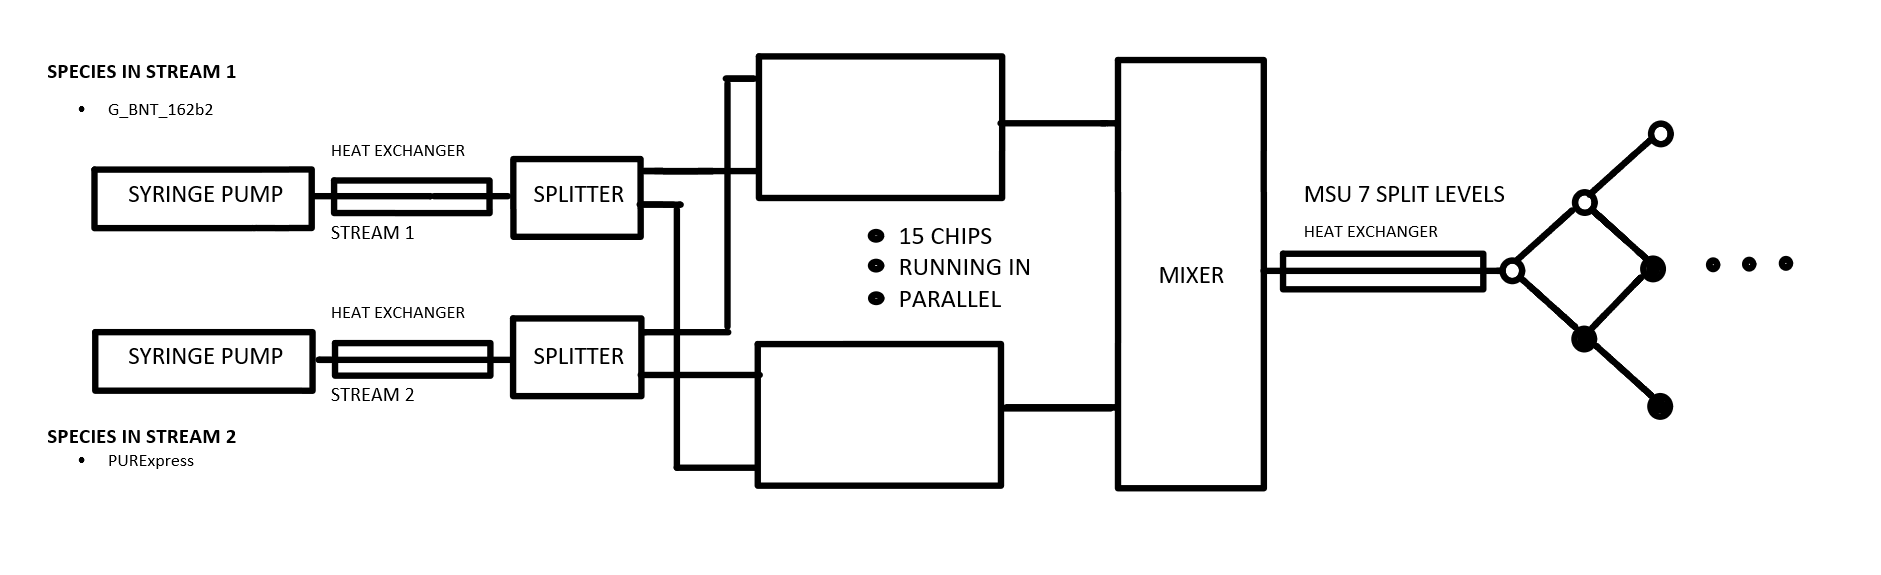 SPECIES IN STREAM 1
• G_BNT_162b2
HEAT EXCHANGER
SYRINGE PUMP
SPLITTER
STREAM 1
HEAT EXCHANGER
SYRINGE PUMP
SPLITTER
STREAM 2
SPECIES IN STREAM 2
• PURExpress
15 CHIPS
RUNNING IN
PARALLEL
MIXER
MSU 7 SPLIT LEVELS
HEAT EXCHANGER